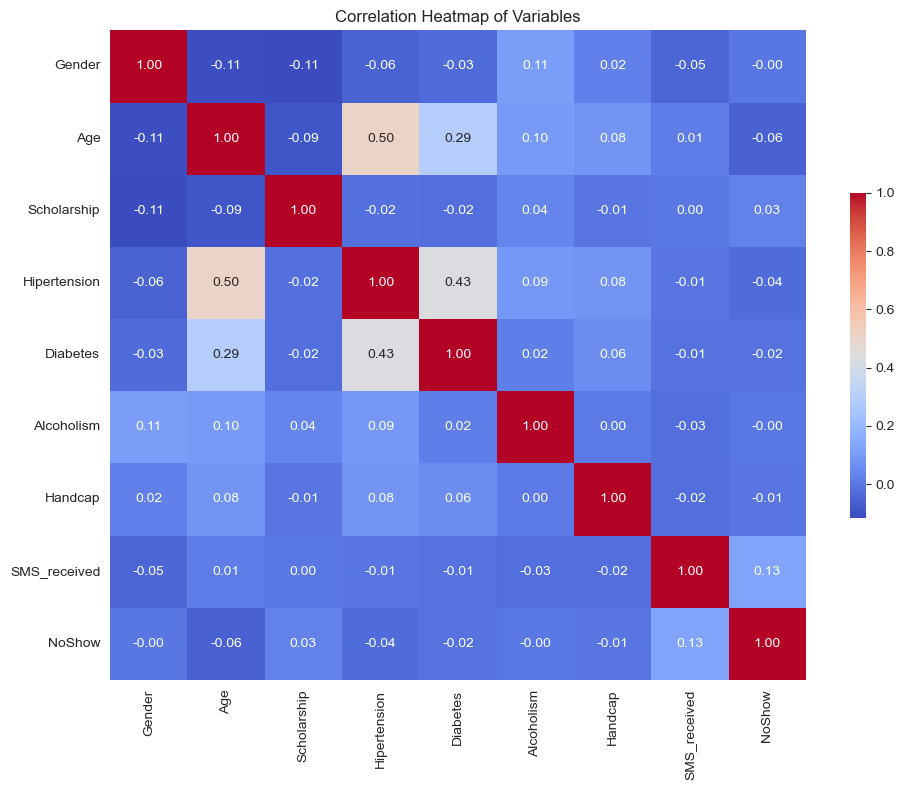 Correlation Heatmap of Variables
Gender 1.00 -0.11 -0.11 -0.06 -0.03 0.11 0.02 -0.05 -0.00
Age -0.11 1.00 -0.09 0.50 0.29 0.10 0.08 0.01 -0.06
Scholarship -0.11 -0.09 1.00 -0.02 -0.02 0.04 -0.01 0.00 0.03
Hipertension -0.06 0.50 -0.02 1.00 0.43 0.09 0.08 -0.01 -0.04
Diabetes -0.03 0.29 -0.02 0.43 1.00 0.02 0.06 -0.01 -0.02
Alcoholism 0.11 0.10 0.04 0.09 0.02 1.00 0.00 -0.03 -0.00
Handcap 0.02 0.08 -0.01 0.08 0.06 0.00 1.00 -0.02 -0.01
SMS_received -0.05 0.01 0.00 -0.01 -0.01 -0.03 -0.02 1.00 0.13
NoShow -0.00 -0.06 0.03 -0.04 -0.02 -0.00 -0.01 0.13 1.00
Gender Age Scholarship Hipertension Diabetes Alcoholism Handcap SMS_received NoShow
1.0
0.8
0.6
0.4
0.2
0.0